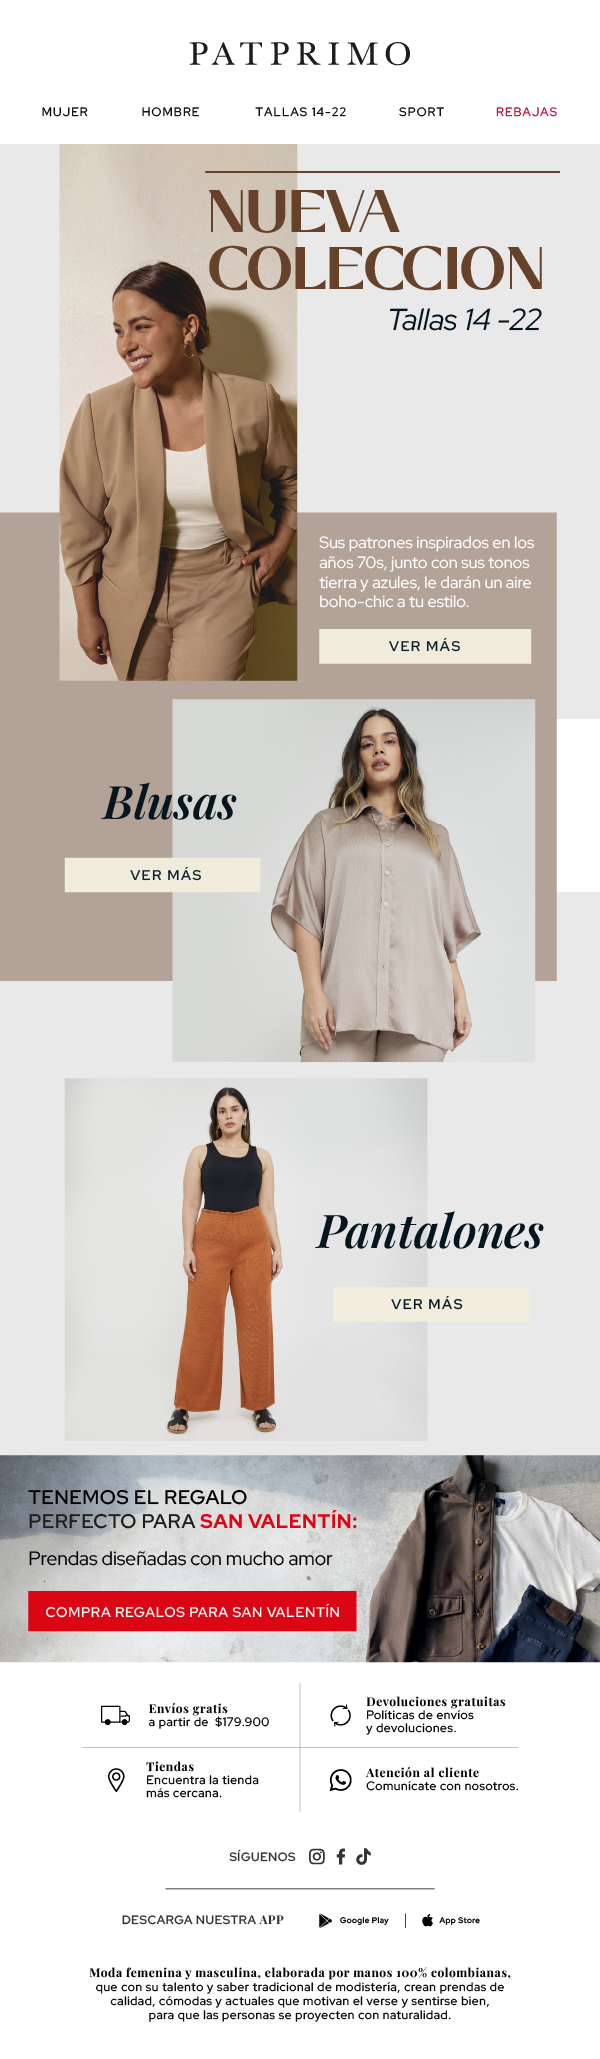 PATPRIMO
MUJER HOMBRE TALLAS 14-22 SPORT REBAJAS
NUEVA
COLECCION
Tallas 14 -22
Sus patrones inspirados en los
años 70s, junto con sus tonos
tierra y azules, le darán un aire
boho-chic a tu estilo.
VER MÁS
Blusas
VER MÁS
Pantalones
VER MÁS
TENEMOS EL REGALO
PERFECTO PARA SAN VALENTÍN:
Prendas diseñadas con mucho amor
COMPRA REGALOS PARA SAN VALENTÍN
Envíos gratis
a partir de $179.900
Devoluciones gratuitas
Políticas de envíos
y devoluciones.
Tiendas
Encuentra la tienda
más cercana.
Atención al cliente
Comunícate con nosotros.
SÍGUENOS
DESCARGA NUESTRA APP Google Play | App Store
Moda femenina y masculina, elaborada por manos 100% colombianas,
que con su talento y saber tradicional de modistería, crean prendas de
calidad, cómodas y actuales que motivan el verse y sentirse bien,
para que las personas se proyecten con naturalidad.